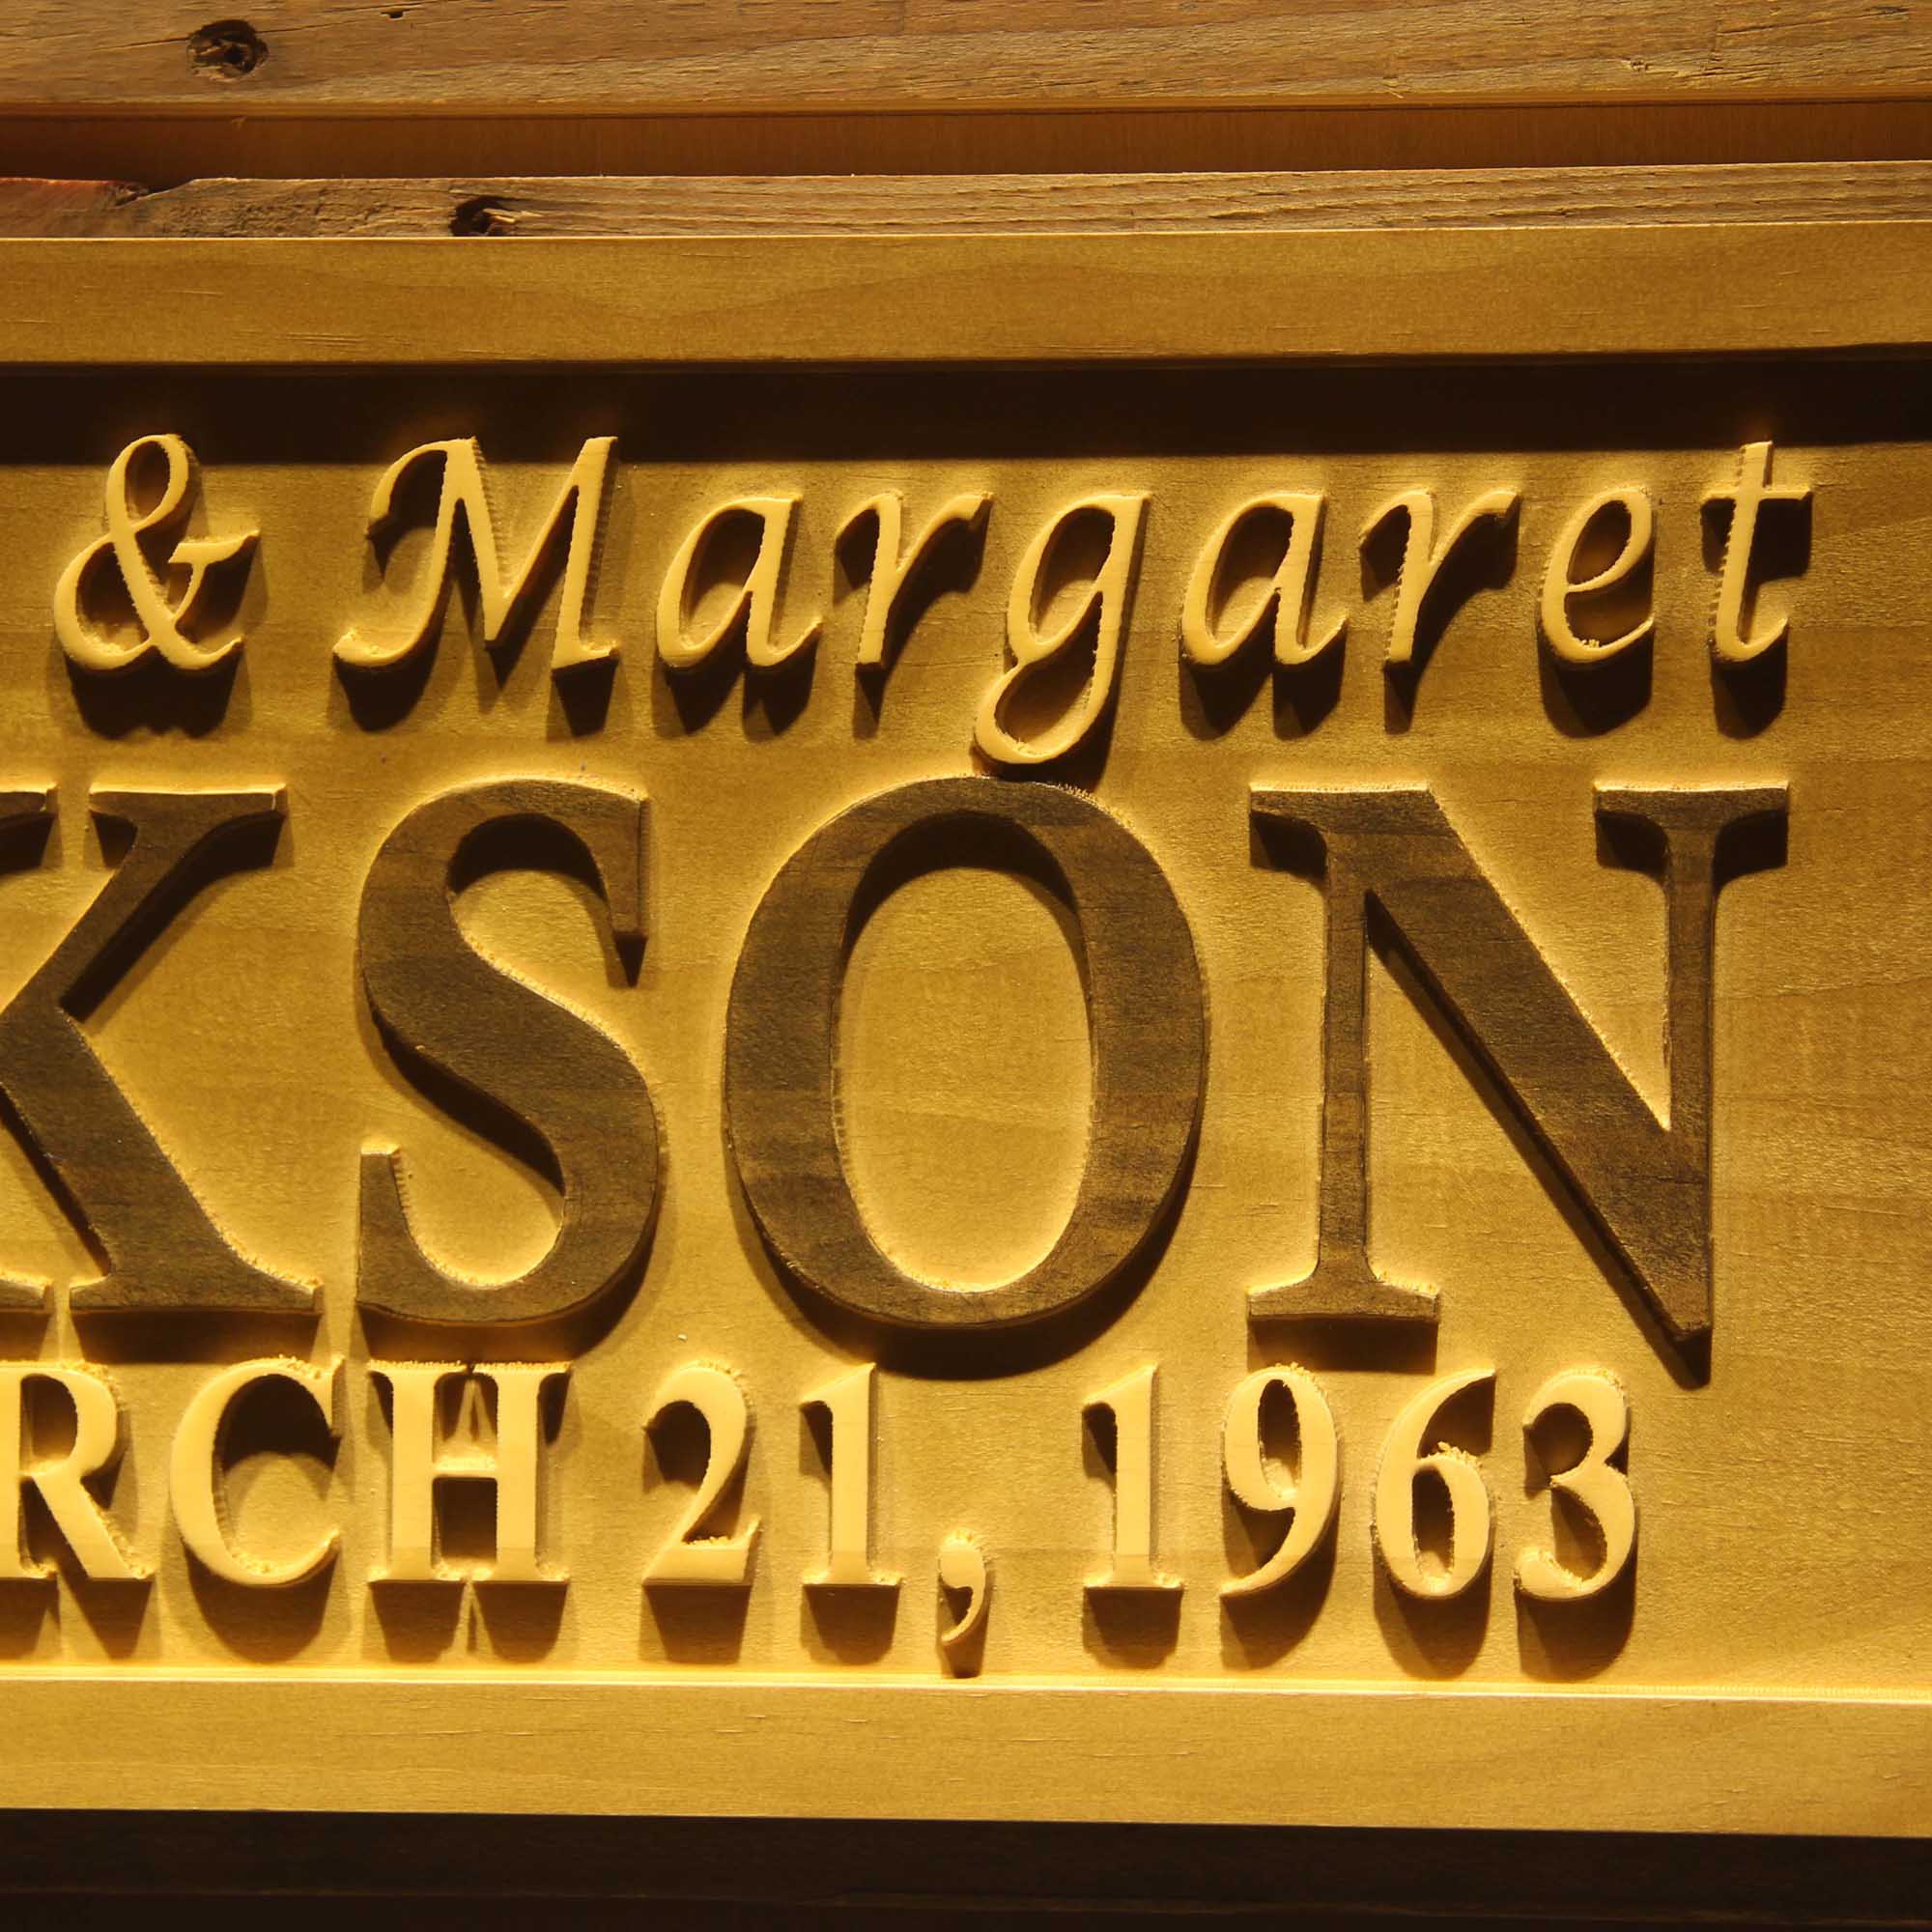 & Margaret
KSON
RCH 21, 1963